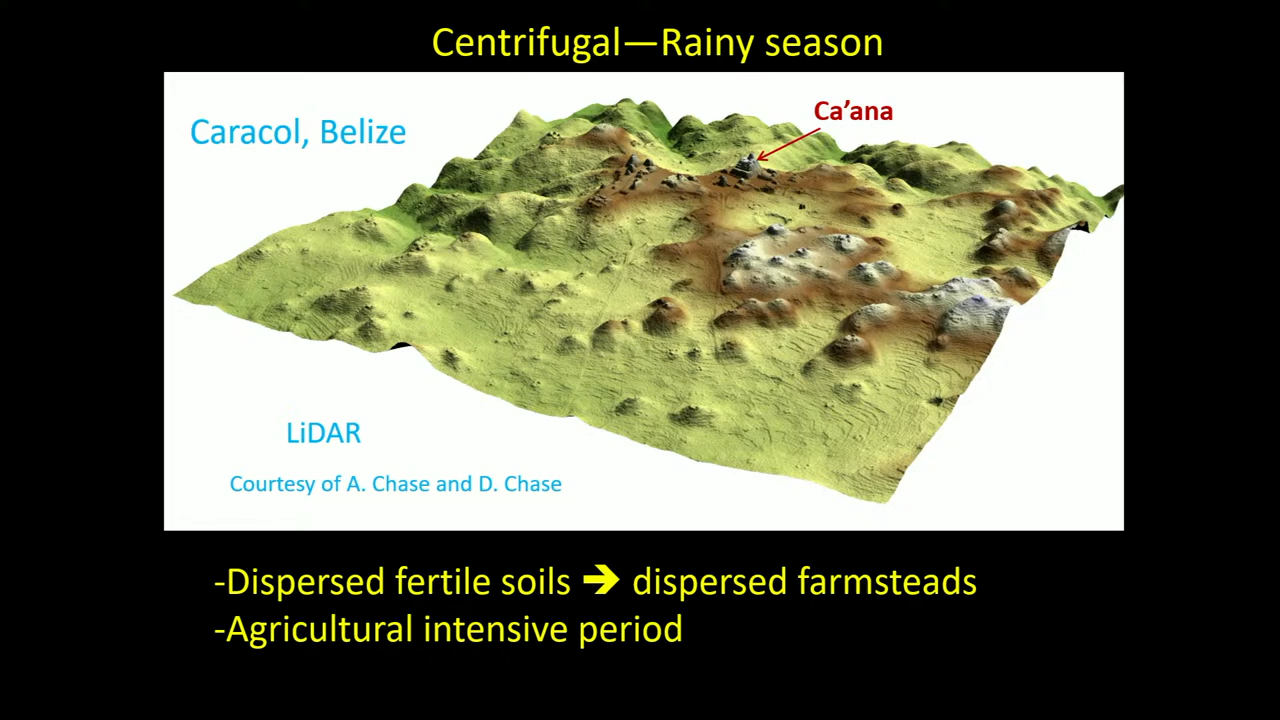 Centrifugal—Rainy season
Ca’ana
Caracol, Belize
LiDAR
Courtesy of A. Chase and D. Chase
-Dispersed fertile soils ➔ dispersed farmsteads
-Agricultural intensive period